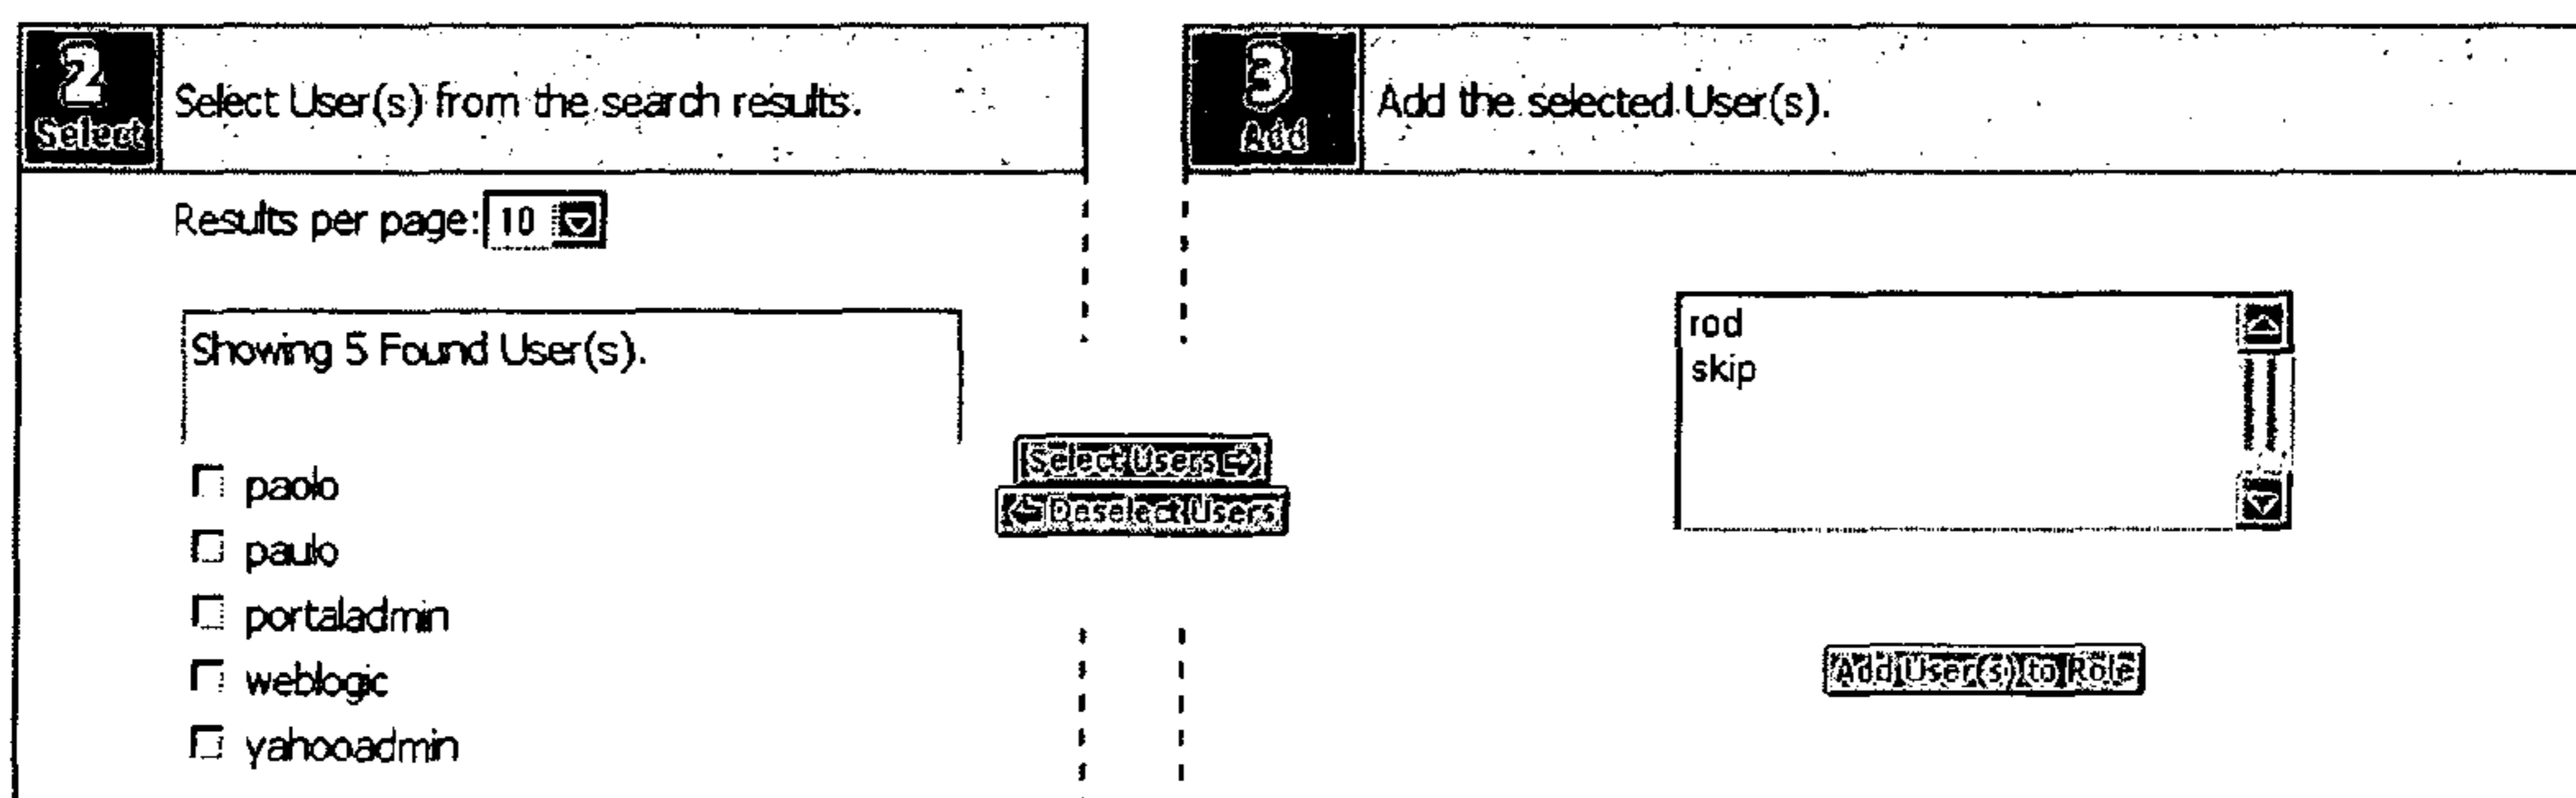 2
Select
Select User(s) from the search results.
Results per page: 10
Showing 5 Found User(s).
paolo
paulo
portaladmin
weblogic
yahooadmin
Select Users
Deselect Users
3
Add
Add the selected User(s).
rod
skip
Add User(s) to Role